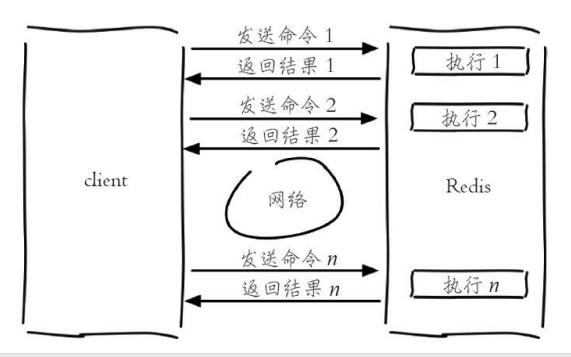 发送命令 1
返回结果 1
执行 1
发送命令 2
返回结果 2
执行 2
client
网络
Redis
发送命令 n
返回结果 n
执行 n